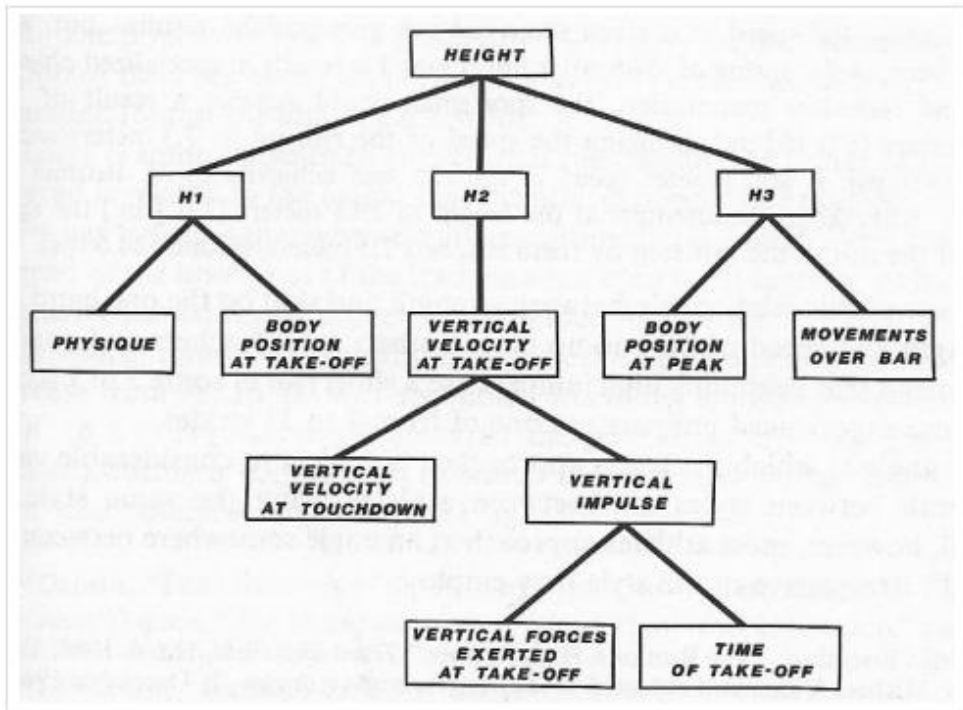 HEIGHT
H1
H2
H3
PHYSIQUE
BODY
POSITION
AT TAKE-OFF
VERTICAL
VELOCITY
AT TAKE-OFF
BODY
POSITION
AT PEAK
MOVEMENTS
OVER BAR
VERTICAL
VELOCITY
AT TOUCHDOWN
VERTICAL
IMPULSE
VERTICAL FORCES
EXERTED
AT TAKE-OFF
TIME
OF TAKE-OFF